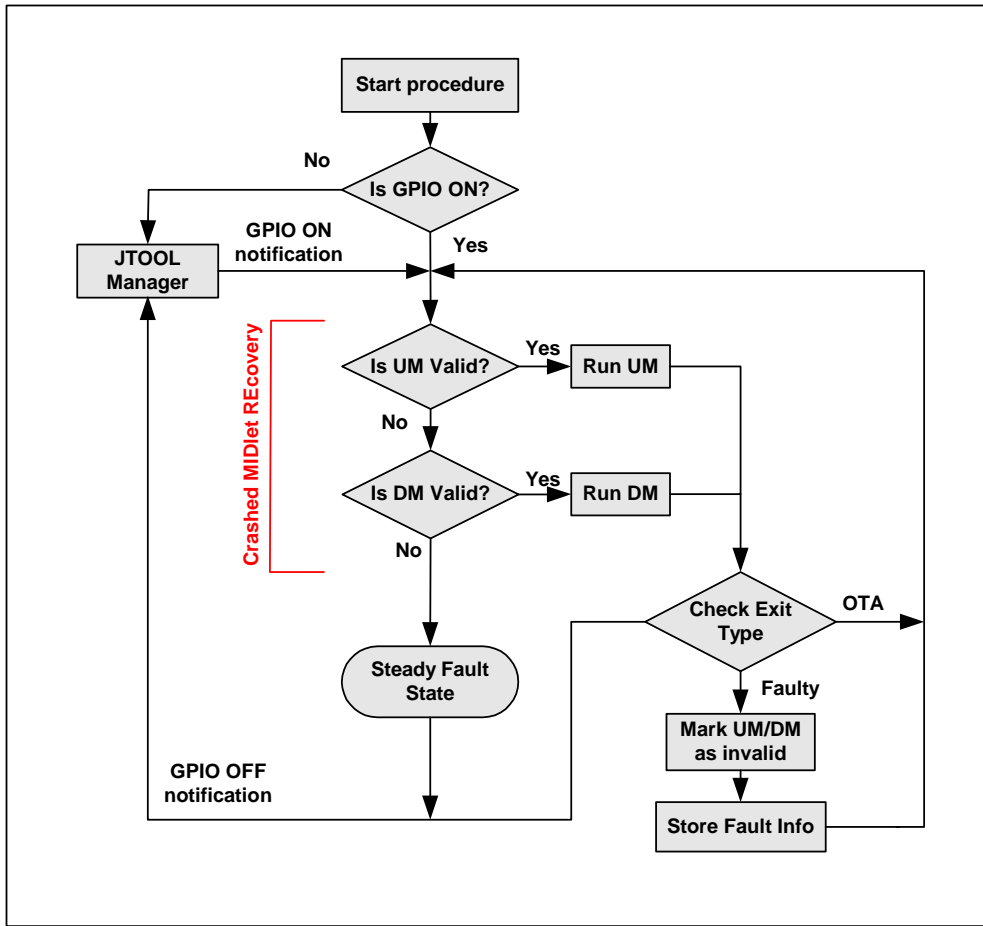 Start procedure
No
Is GPIO ON?
GPIO ON
notification
Yes
JTOOL
Manager
Crashed MIDlet REcovery
Is UM Valid?
Yes
Run UM
No
Is DM Valid?
Yes
Run DM
No
Check Exit
Type
OTA
Steady Fault
State
Faulty
Mark UM/DM
as invalid
GPIO OFF
notification
Store Fault Info